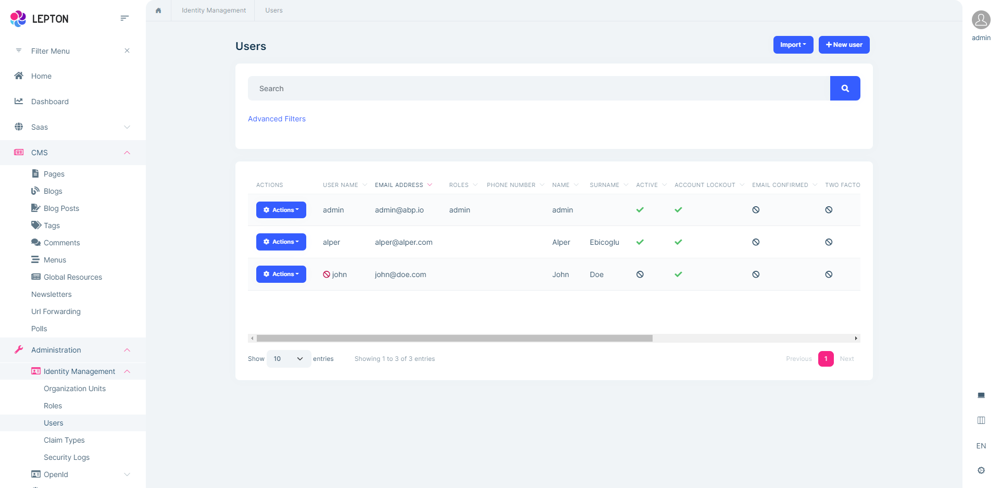 LEPTON
Filter Menu
Home
Dashboard
Saas
CMS
Pages
Blogs
Blog Posts
Tags
Comments
Menus
Global Resources
Newsletters
Url Forwarding
Polls
Administration
Identity Management
Organization Units
Roles
Users
Claim Types
Security Logs
OpenId
Identity Management Users
Users
Import + New user
Search
Advanced Filters
ACTIONS USER NAME EMAIL ADDRESS ROLES PHONE NUMBER NAME SURNAME ACTIVE ACCOUNT LOCKOUT EMAIL CONFIRMED TWO FACTO
Actions admin admin@abp.io admin admin
Actions alper alper@alper.com Alper Ebicoglu
Actions john john@doe.com John Doe
Show 10 entries Showing 1 to 3 of 3 entries Previous 1 Next
admin
EN